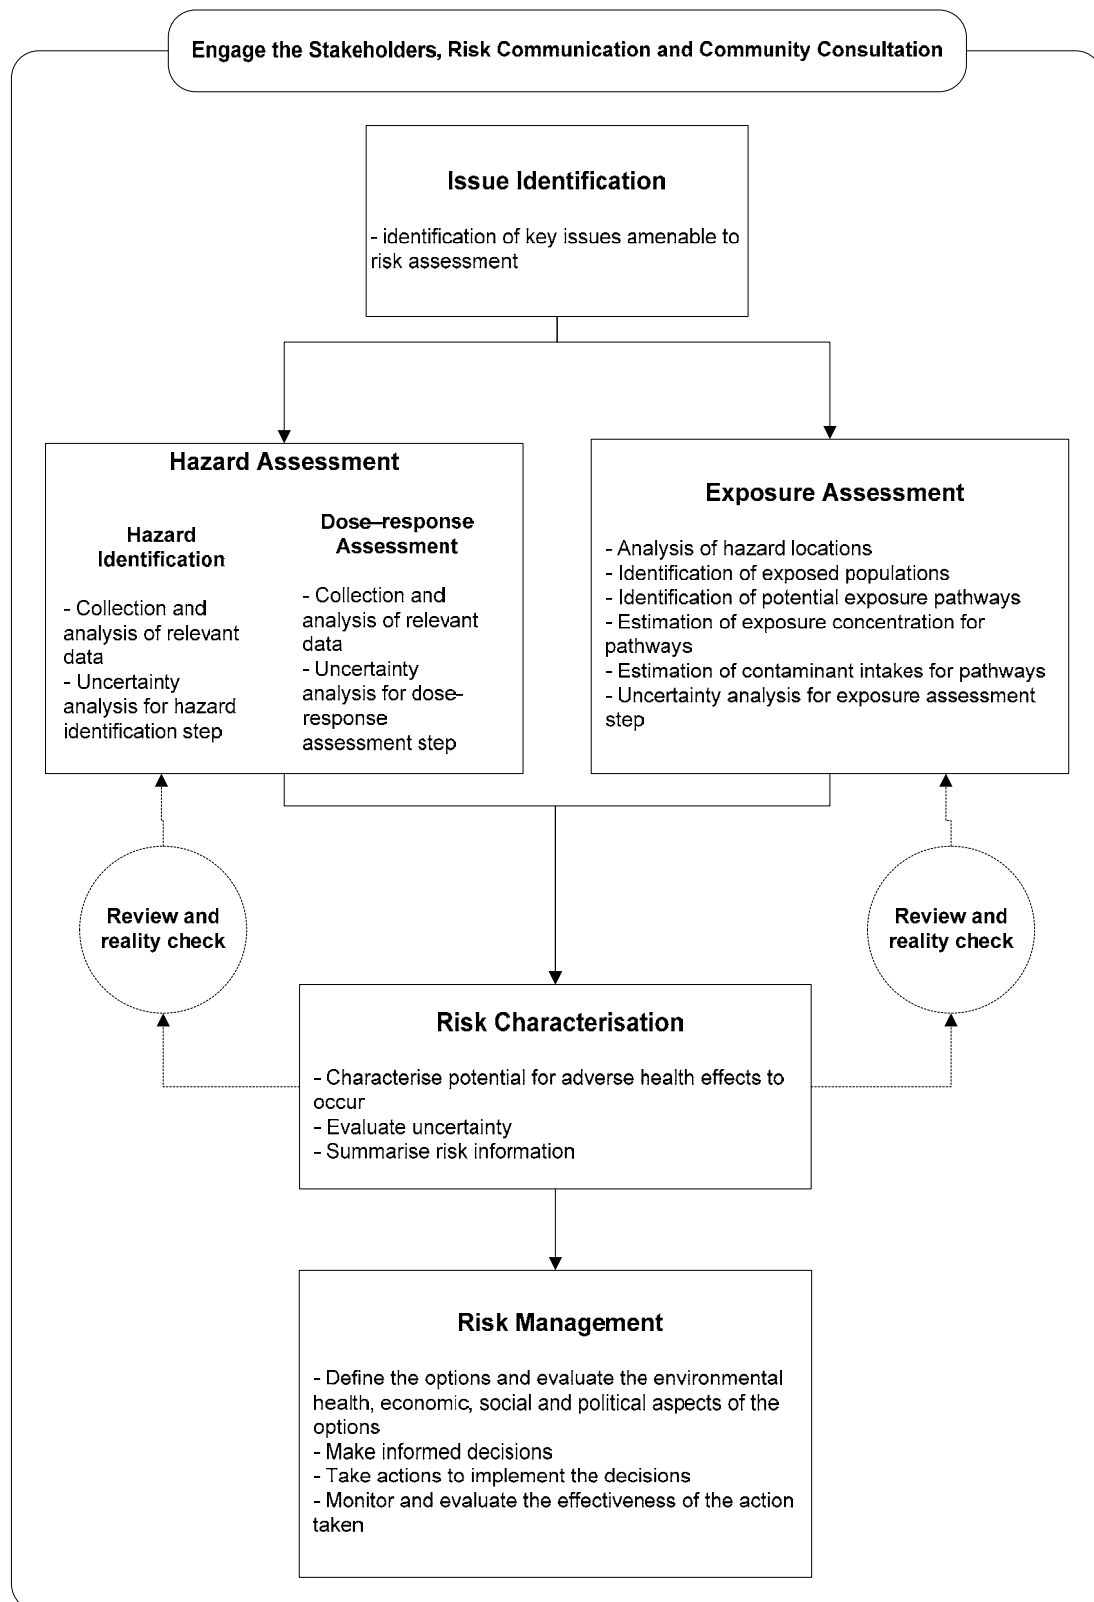 Engage the Stakeholders, Risk Communication and Community Consultation
Issue Identification
- identification of key issues amenable to
risk assessment
Hazard Assessment
Hazard
Identification
- Collection and
analysis of relevant
data
- Uncertainty
analysis for hazard
identification step
Dose–response
Assessment
- Collection and
analysis of relevant
data
- Uncertainty
analysis for dose–
response
assessment step
Exposure Assessment
- Analysis of hazard locations
- Identification of exposed populations
- Identification of potential exposure pathways
- Estimation of exposure concentration for
pathways
- Estimation of contaminant intakes for pathways
- Uncertainty analysis for exposure assessment
step
Review and
reality check
Review and
reality check
Risk Characterisation
- Characterise potential for adverse health effects to
occur
- Evaluate uncertainty
- Summarise risk information
Risk Management
- Define the options and evaluate the environmental
health, economic, social and political aspects of the
options
- Make informed decisions
- Take actions to implement the decisions
- Monitor and evaluate the effectiveness of the action
taken